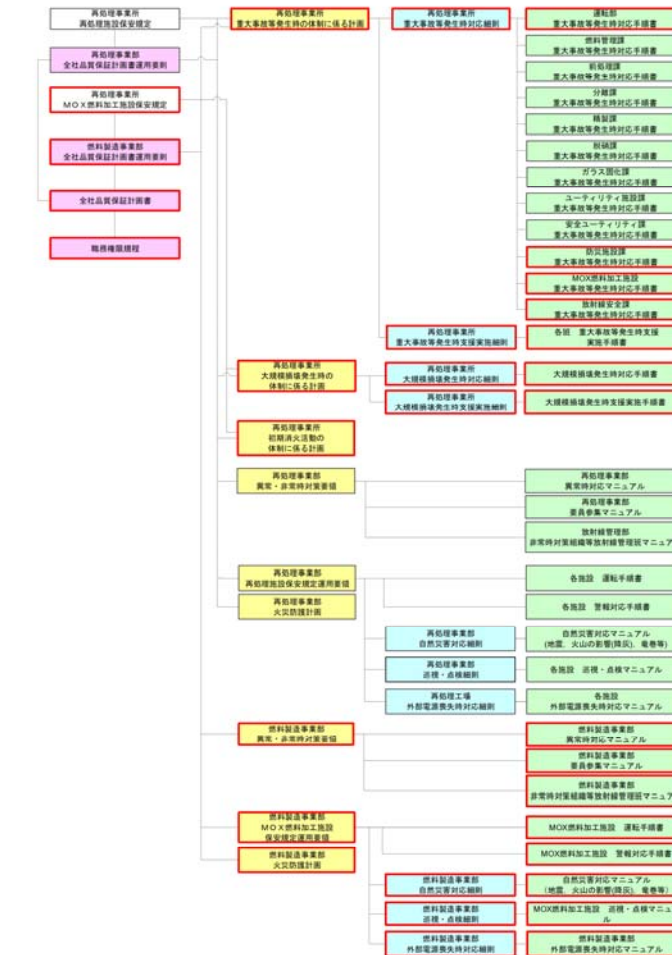 再処理事業所
再処理施設保安規定
再処理事業部
全社品質保証計画書運用要則
再処理事業所
MOX燃料加工施設保安規定
燃料製造事業部
全社品質保証計画書運用要則
全社品質保証計画書
職務権限規程
再処理事業所
重大事故等発生時の体制に係る計画
再処理事業所
大規模損壊発生時の
体制に係る計画
再処理事業所
初期消火活動の
体制に係る計画
再処理事業部
異常・非常時対策要領
再処理事業部
再処理施設保安規定運用要領
再処理事業部
火災防護計画
燃料製造事業部
異常・非常時対策要領
燃料製造事業部
MOX燃料加工施設
保安規定運用要領
燃料製造事業部
火災防護計画
再処理事業所
重大事故等発生時対応細則
再処理事業所
重大事故等発生時支援実施細則
再処理事業所
大規模損壊発生時対応細則
再処理事業所
大規模損壊発生時支援実施細則
再処理事業部
自然災害対応細則
再処理事業部
巡視・点検細則
再処理工場
外部電源喪失時対応細則
燃料製造事業部
自然災害対応細則
燃料製造事業部
巡視・点検細則
燃料製造事業部
外部電源喪失時対応細則
運転部
重大事故等発生時対応手順書
燃料管理課
重大事故等発生時対応手順書
前処理課
重大事故等発生時対応手順書
分離課
重大事故等発生時対応手順書
精製課
重大事故等発生時対応手順書
脱硝課
重大事故等発生時対応手順書
ガラス固化課
重大事故等発生時対応手順書
ユーティリティ施設課
重大事故等発生時対応手順書
安全ユーティリティ課
重大事故等発生時対応手順書
防災施設課
重大事故等発生時対応手順書
MOX燃料加工施設
重大事故等発生時対応手順書
放射線安全課
重大事故等発生時対応手順書
各班 重大事故等発生時支援
実施手順書
大規模損壊発生時対応手順書
大規模損壊発生時支援実施手順書
再処理事業部
異常時対応マニュアル
再処理事業部
要員参集マニュアル
放射線管理部
非常時対策組織等放射線管理班マニュア
各施設 運転手順書
各施設 警報対応手順書
自然災害対応マニュアル
(地震、火山の影響(降灰)、竜巻等)
各施設 巡視・点検マニュアル
各施設
外部電源喪失時対応マニュアル
燃料製造事業部
異常時対応マニュアル
燃料製造事業部
要員参集マニュアル
燃料製造事業部
非常時対策組織等放射線管理班マニュア
MOX燃料加工施設 運転手順書
MOX燃料加工施設 警報対応手順書
自然災害対応マニュアル
(地震、火山の影響(降灰)、竜巻等)
MOX燃料加工施設 巡視・点検マニュ
ル
燃料製造事業部
外部電源喪失時対応マニュアル